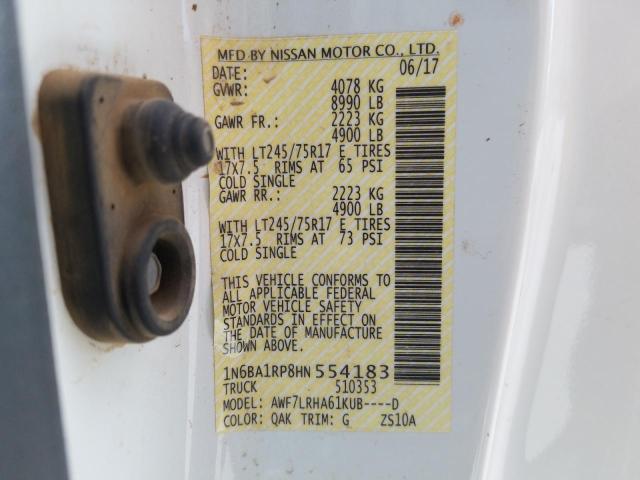 MFD BY NISSAN MOTOR CO., LTD.
DATE: 06/17
GVWR: 4078 KG
8990 LB
GAWR FR.: 2223 KG
4900 LB
WITH LT245/75R17 E TIRES
17X7.5 RIMS AT 65 PSI
COLD SINGLE
GAWR RR.: 2223 KG
4900 LB
WITH LT245/75R17 E TIRES
17X7.5 RIMS AT 73 PSI
COLD SINGLE
THIS VEHICLE CONFORMS TO
ALL APPLICABLE FEDERAL
MOTOR VEHICLE SAFETY
STANDARDS IN EFFECT ON
THE DATE OF MANUFACTURE
SHOWN ABOVE.
1N6BA1RP8HN554183
TRUCK 510353
MODEL: AWF7LRHA61KUB----D
COLOR: QAK TRIM: G ZS10A